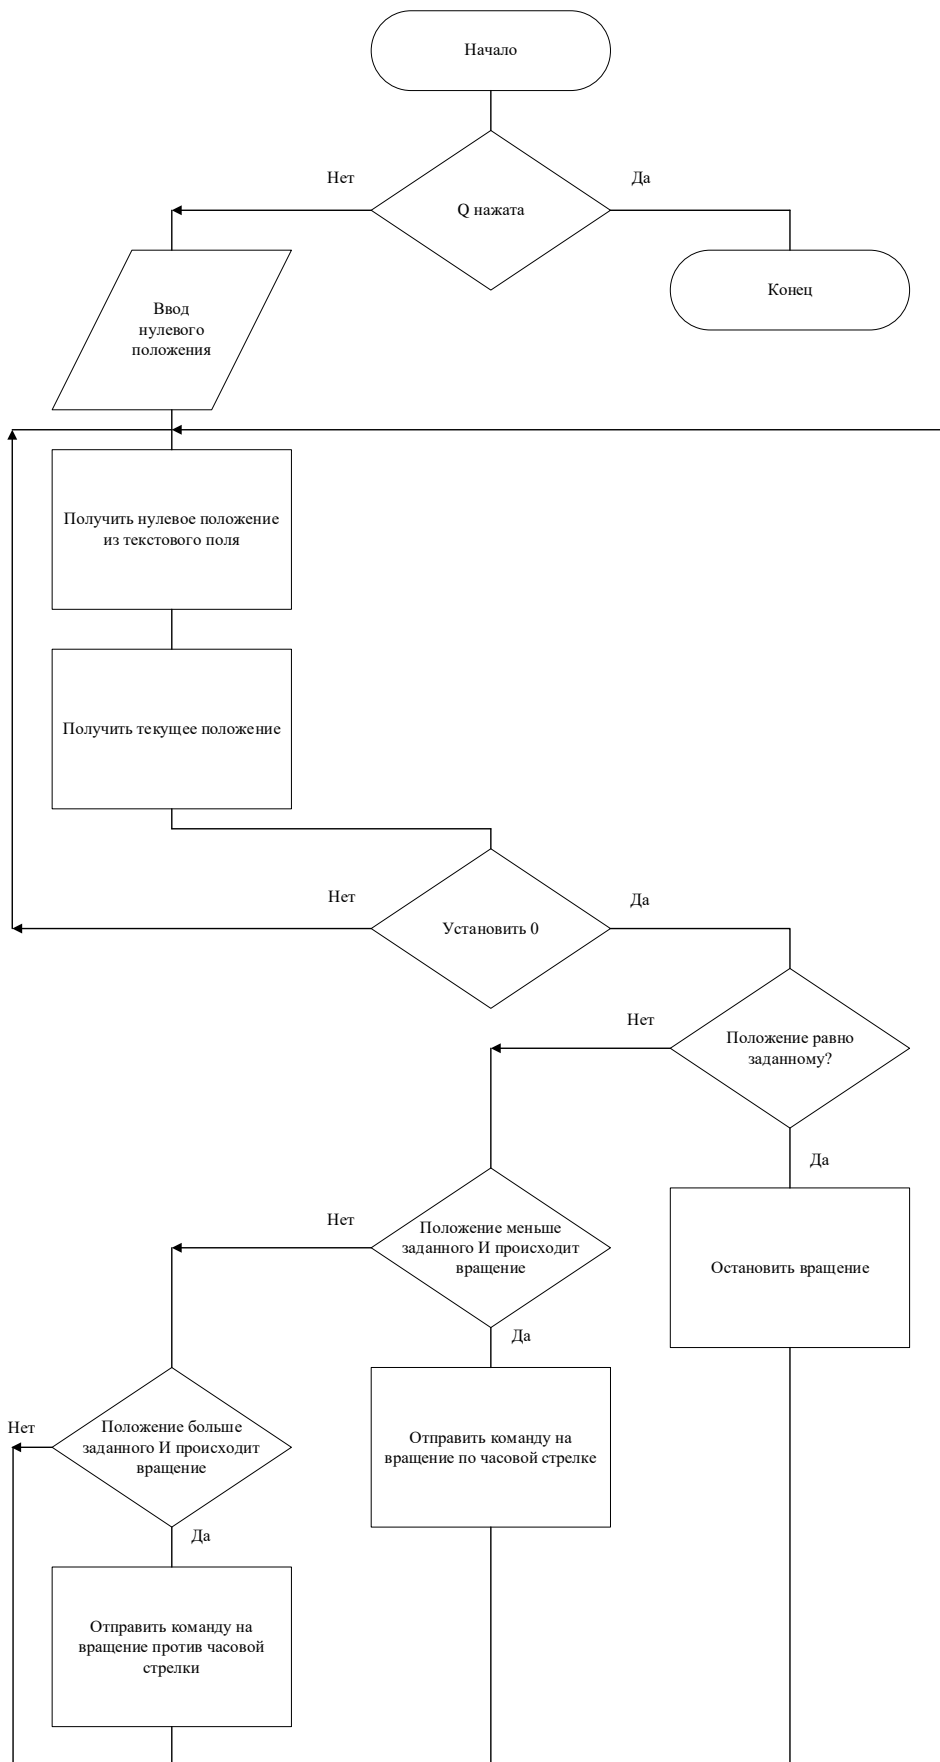 Начало
Нет
Да
Q нажата
Ввод
нулевого
положения
Конец
Получить нулевое положение
из текстового поля
Получить текущее положение
Нет
Да
Установить 0
Нет
Положение равно
заданному?
Да
Нет
Положение меньше
заданного И происходит
вращение
Остановить вращение
Да
Нет
Положение больше
заданного И происходит
вращение
Отправить команду на
вращение по часовой стрелке
Да
Отправить команду на
вращение против часовой
стрелки